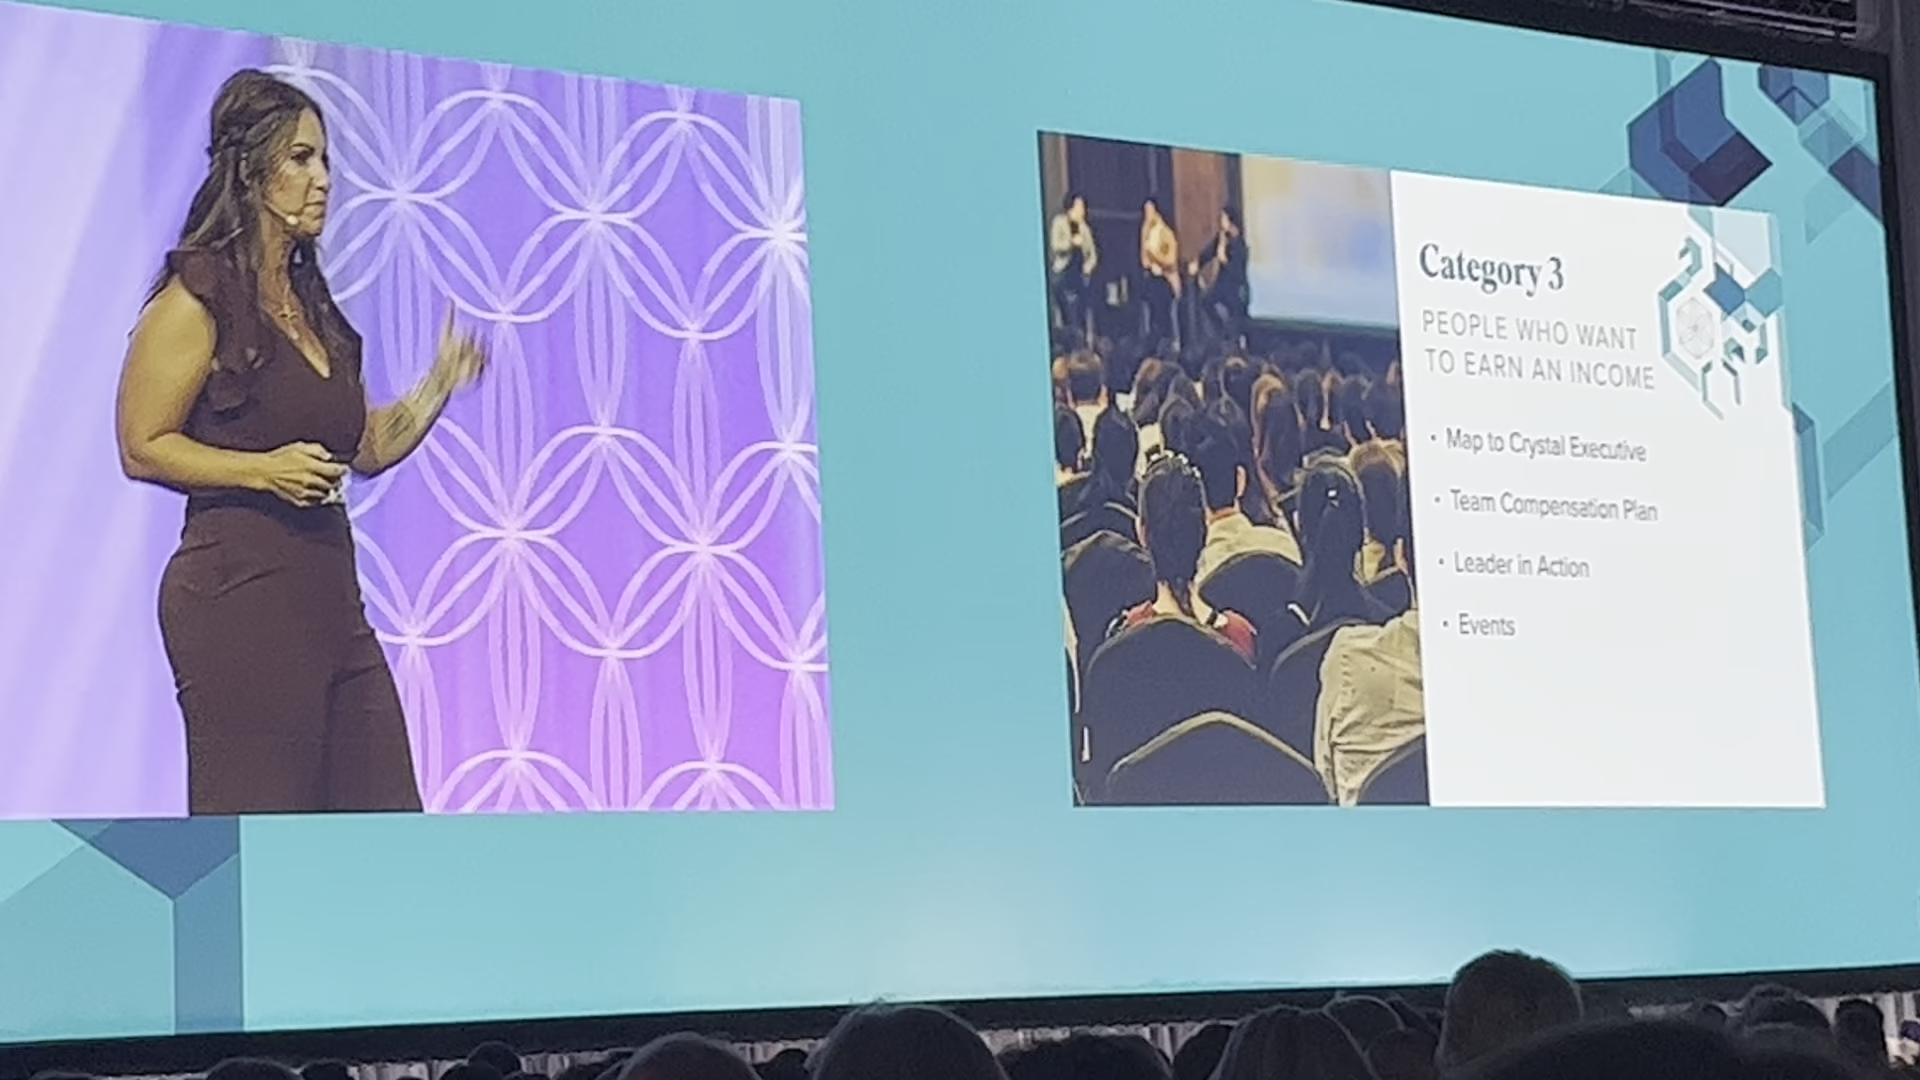 Category 3
PEOPLE WHO WANT
TO EARN AN INCOME
• Map to Crystal Executive
• Team Compensation Plan
• Leader in Action
• Events